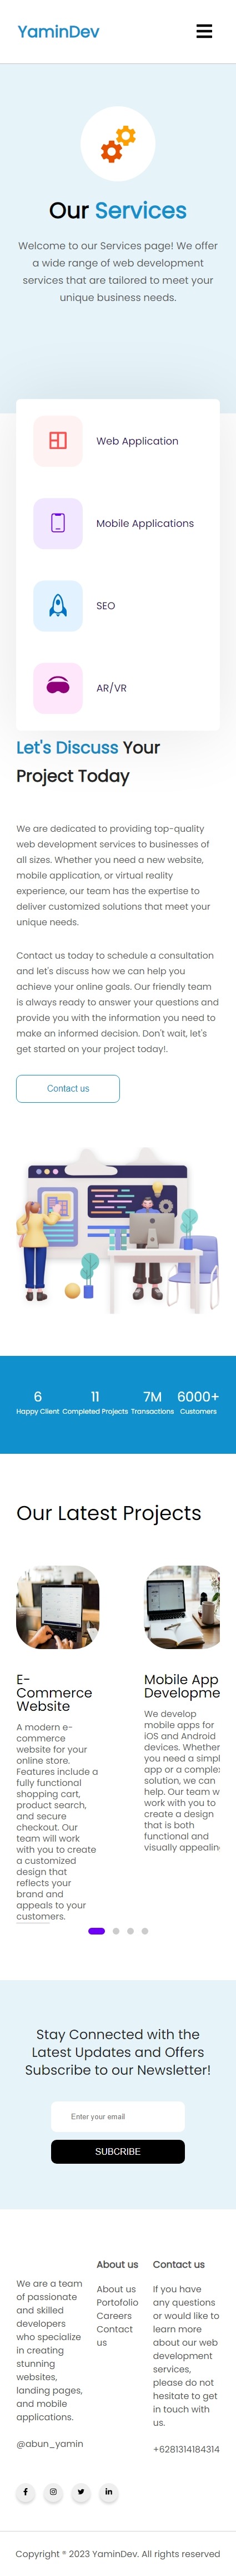 YaminDev
Our Services
Welcome to our Services page! We offer
a wide range of web development
services that are tailored to meet your
unique business needs.
Web Application
Mobile Applications
SEO
AR/VR
Let's Discuss Your
Project Today
We are dedicated to providing top-quality
web development services to businesses of
all sizes. Whether you need a new website,
mobile application, or virtual reality
experience, our team has the expertise to
deliver customized solutions that meet your
unique needs.
Contact us today to schedule a consultation
and let's discuss how we can help you
achieve your online goals. Our friendly team
is always ready to answer your questions and
provide you with the information you need to
make an informed decision. Don't wait, let's
get started on your project today!.
Contact us
6 11 7M 6000+
Happy Client Completed Projects Transactions Customers
Our Latest Projects
E-
Commerce
Website
A modern e-
commerce
website for your
online store.
Features include a
fully functional
shopping cart,
product search,
and secure
checkout. Our
team will work
with you to create
a customized
design that
reflects your
brand and
appeals to your
customers.
Mobile App
Developme
We develop
mobile apps for
iOS and Android
devices. Whether
you need a simpl
app or a comple
solution, we can
help. Our team w
work with you to
create a design
that is both
functional and
visually appealin
Stay Connected with the
Latest Updates and Offers
Subscribe to our Newsletter!
Enter your email
SUBCRIBE
We are a team
of passionate
and skilled
developers
who specialize
in creating
stunning
websites,
landing pages,
and mobile
applications.
@abun_yamin
About us
About us
Portofolio
Careers
Contact
us
Contact us
If you have
any questions
or would like to
learn more
about our web
development
services,
please do not
hesitate to get
in touch with
us.
+6281314184314
Copyright ® 2023 YaminDev. All rights reserved